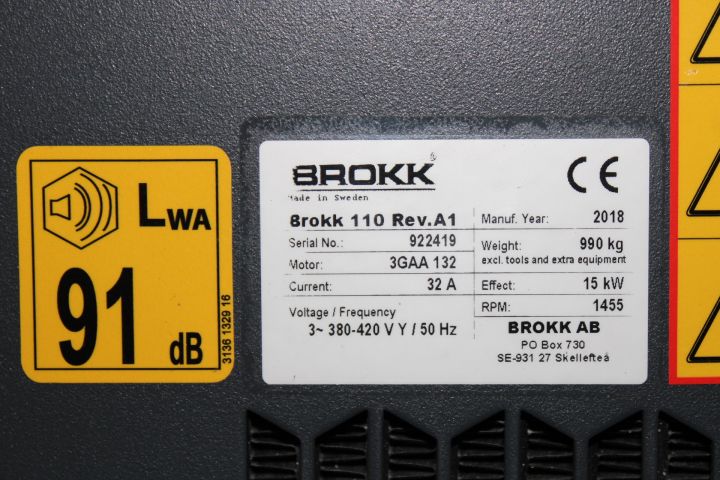 LWA
91 dB
3136 1329 16
BROKK®
Made in Sweden
Brokk 110 Rev.A1
Serial No.: 922419
Motor: 3GAA 132
Current: 32 A
Voltage / Frequency
3~ 380-420 V Y / 50 Hz
CE
Manuf. Year: 2018
Weight: 990 kg
excl. tools and extra equipment
Effect: 15 kW
RPM: 1455
BROKK AB
PO Box 730
SE-931 27 Skellefteå